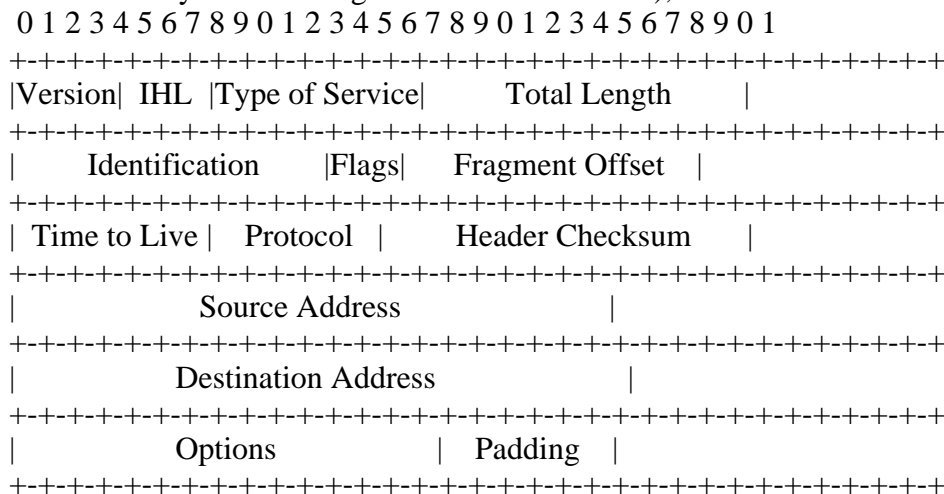 0 1 2 3 4 5 6 7 8 9 0 1 2 3 4 5 6 7 8 9 0 1 2 3 4 5 6 7 8 9 0 1
+-+-+-+-+-+-+-+-+-+-+-+-+-+-+-+-+-+-+-+-+-+-+-+-+-+-+-+-+-+-+-+-+
|Version| IHL |Type of Service| Total Length |
+-+-+-+-+-+-+-+-+-+-+-+-+-+-+-+-+-+-+-+-+-+-+-+-+-+-+-+-+-+-+-+-+
| Identification |Flags| Fragment Offset |
+-+-+-+-+-+-+-+-+-+-+-+-+-+-+-+-+-+-+-+-+-+-+-+-+-+-+-+-+-+-+-+-+
| Time to Live | Protocol | Header Checksum |
+-+-+-+-+-+-+-+-+-+-+-+-+-+-+-+-+-+-+-+-+-+-+-+-+-+-+-+-+-+-+-+-+
| Source Address |
+-+-+-+-+-+-+-+-+-+-+-+-+-+-+-+-+-+-+-+-+-+-+-+-+-+-+-+-+-+-+-+-+
| Destination Address |
+-+-+-+-+-+-+-+-+-+-+-+-+-+-+-+-+-+-+-+-+-+-+-+-+-+-+-+-+-+-+-+-+
| Options | Padding |
+-+-+-+-+-+-+-+-+-+-+-+-+-+-+-+-+-+-+-+-+-+-+-+-+-+-+-+-+-+-+-+-+